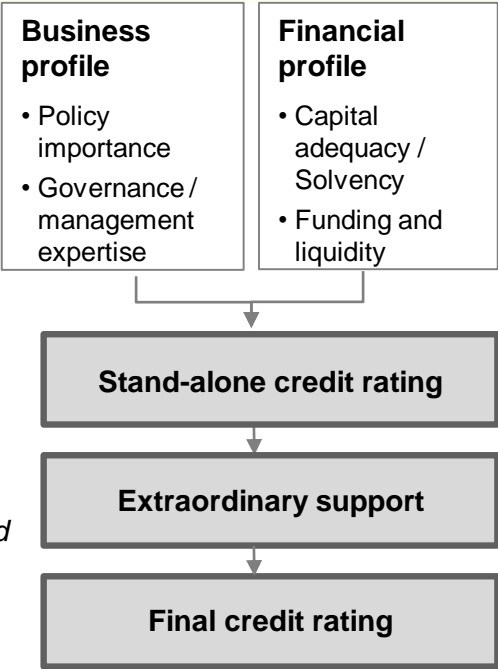 Business
profile
• Policy
importance
• Governance /
management
expertise
Financial
profile
• Capital
adequacy /
Solvency
• Funding and
liquidity
Stand-alone credit rating
Extraordinary support
d
Final credit rating